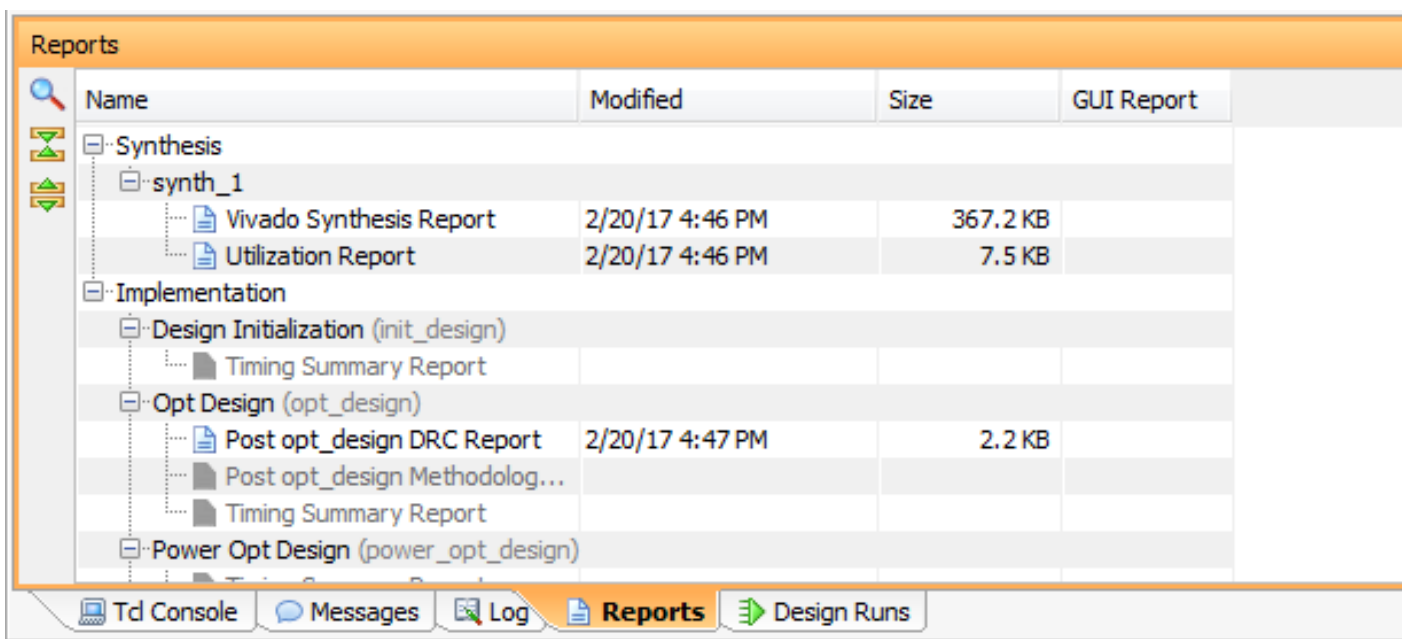 Reports
Name Modified Size GUI Report
Synthesis
synth_1
Vivado Synthesis Report 2/20/17 4:46 PM 367.2 KB
Utilization Report 2/20/17 4:46 PM 7.5 KB
Implementation
Design Initialization (init_design)
Timing Summary Report
Opt Design (opt_design)
Post opt_design DRC Report 2/20/17 4:47 PM 2.2 KB
Post opt_design Methodolog...
Timing Summary Report
Power Opt Design (power_opt_design)
Tcl Console Messages Log Reports Design Runs